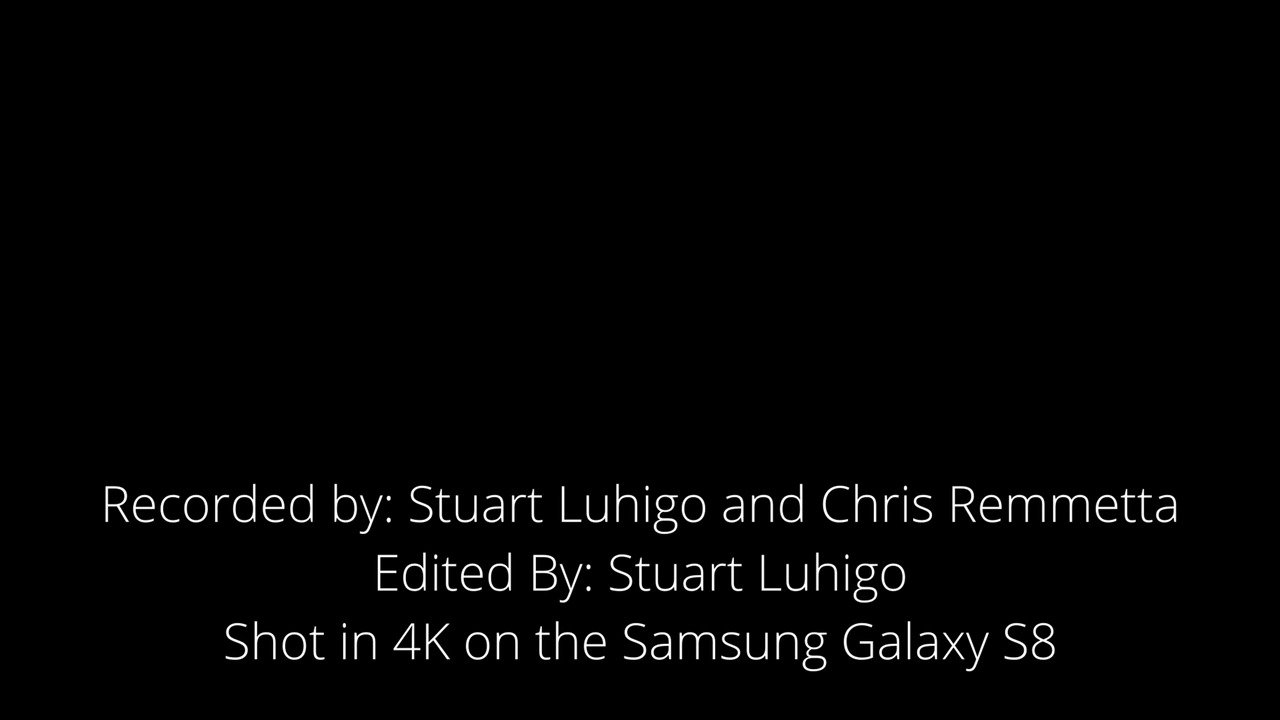 Recorded by: Stuart Luhigo and Chris Remmetta
Edited By: Stuart Luhigo
Shot in 4K on the Samsung Galaxy S8